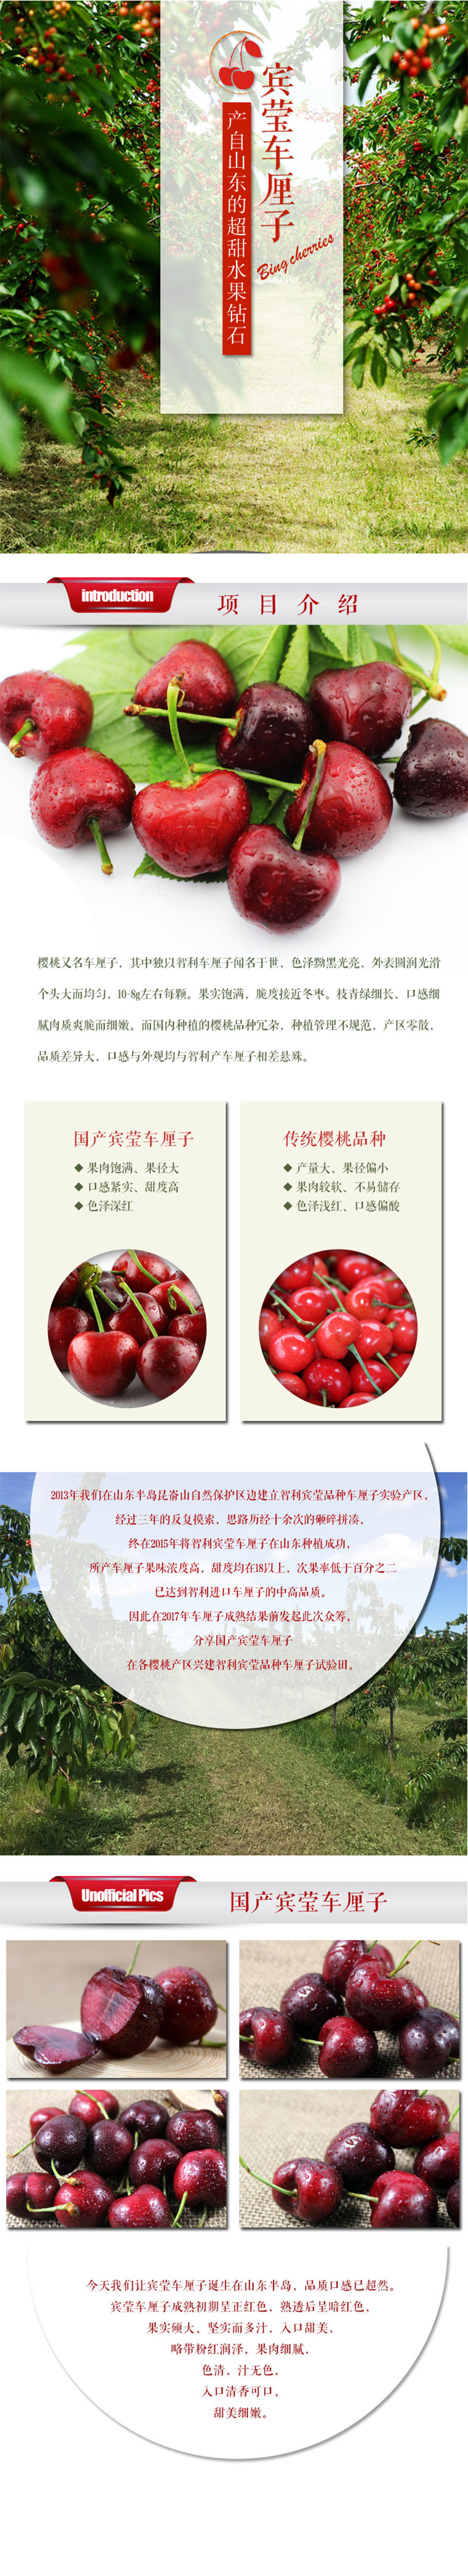 宾莹车厘子
Bing cherries
产自山东的超甜水果钻石
introduction
项目介绍
樱桃又名车厘子，其中独以智利车厘子闻名于世，色泽黝黑光亮，外表圆润光滑
个头大而均匀，10-8g左右每颗。果实饱满，脆度接近冬枣。枝青绿细长，口感细
腻肉质爽脆而细嫩。而国内种植的樱桃品种冗杂，种植管理不规范，产区零散，
品质差异大，口感与外观均与智利产车厘子相差悬殊。
国产宾莹车厘子
◆ 果肉饱满、果径大
◆ 口感紧实、甜度高
◆ 色泽深红
传统樱桃品种
◆ 产量大、果径偏小
◆ 果肉较软、不易储存
◆ 色泽浅红、口感偏酸
2013年我们在山东半岛昆嵛山自然保护区边建立智利宾莹品种车厘子实验产区，
经过三年的反复摸索，思路历经十余次的砸碎拼凑，
终在2015年将智利宾莹车厘子在山东种植成功，
所产车厘子果味浓度高，甜度均在18以上，次果率低于百分之二
已达到智利进口车厘子的中高品质。
因此在2017年车厘子成熟结果前发起此次众筹，
分享国产宾莹车厘子
在各樱桃产区兴建智利宾莹品种车厘子试验田。
Unofficial Pics
国产宾莹车厘子
今天我们让宾莹车厘子诞生在山东半岛，品质口感已超然。
宾莹车厘子成熟初期呈正红色，熟透后呈暗红色，
果实硕大、坚实而多汁，入口甜美，
略带粉红润泽，果肉细腻，
色清，汁无色，
入口清香可口，
甜美细嫩。